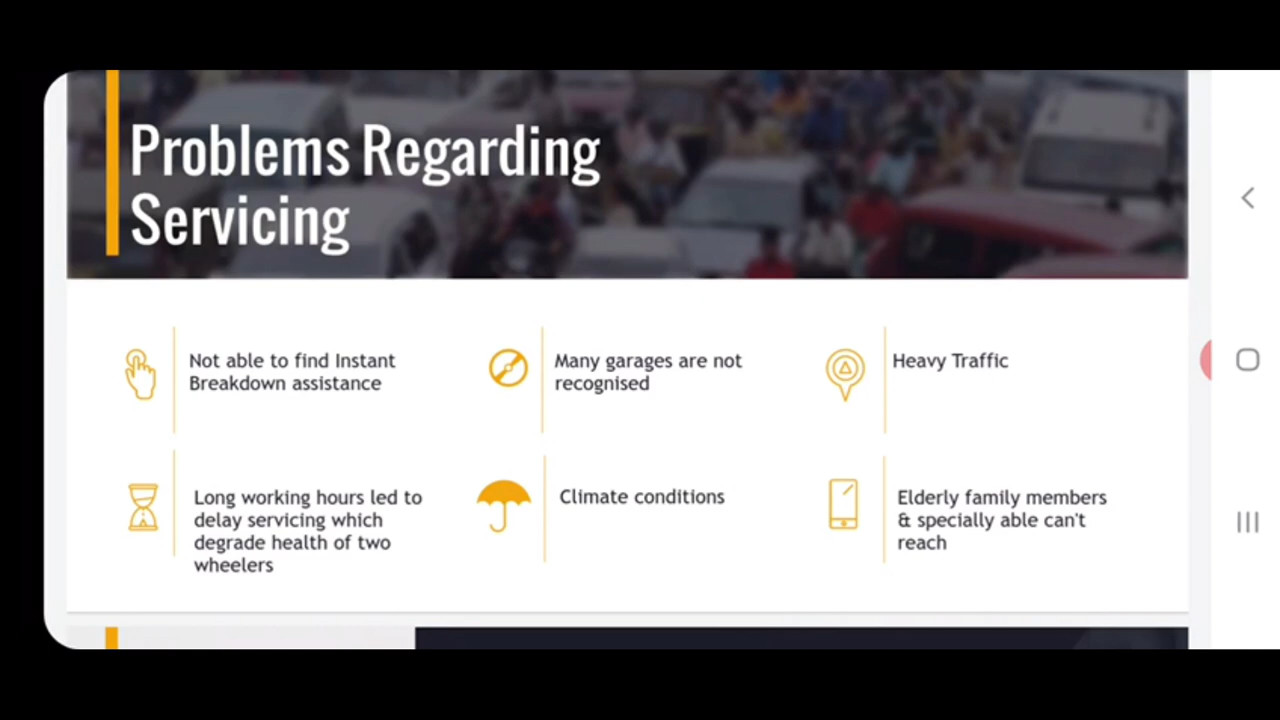 Problems Regarding
Servicing
Not able to find Instant
Breakdown assistance
Many garages are not
recognised
Heavy Traffic
Long working hours led to
delay servicing which
degrade health of two
wheelers
Climate conditions
Elderly family members
& specially able can't
reach